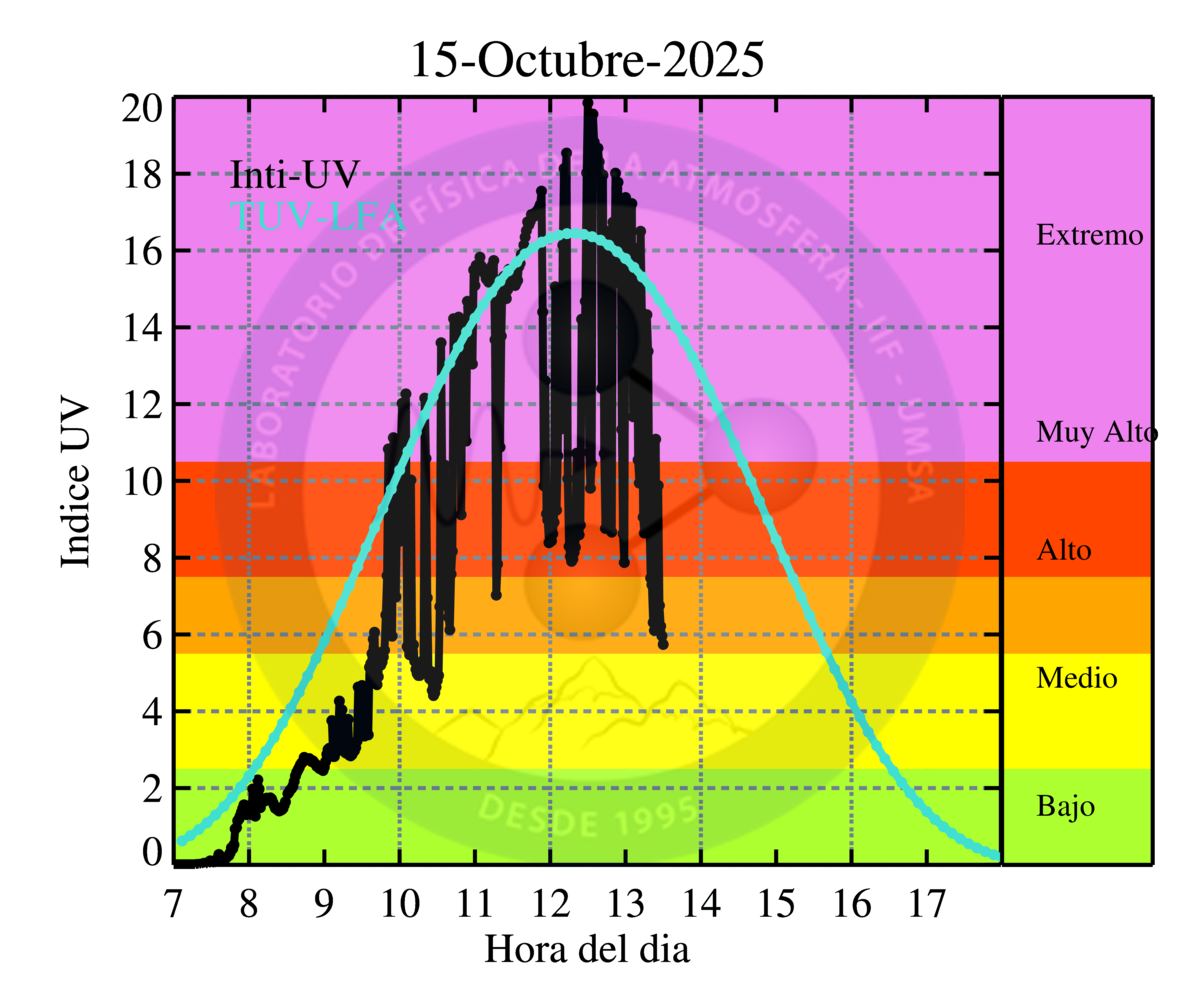 15-Octubre-2025
Inti-UV
TUV-LFA
Indice UV
20
18
16
14
12
10
8
6
4
2
0
7 8 9 10 11 12 13 14 15 16 17
Hora del dia
Extremo
Muy Alto
Alto
Medio
Bajo
LABORATORIO DE FÍSICA DE LA ATMÓSFERA - IIF - UMSA
DESDE 1995